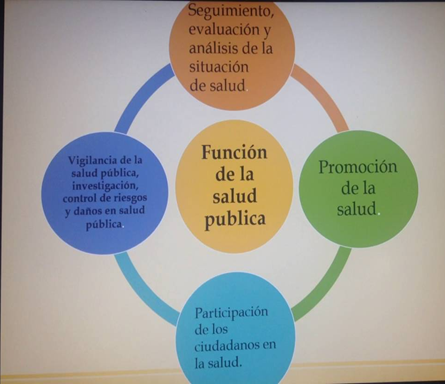 Seguimiento,
evaluación y
análisis de la
situación
de salud.
Vigilancia de la
salud pública,
investigación,
control de riesgos
y daños en salud
pública.
Función
de la
salud
publica
Promoción
de la
salud.
Participación
de los
ciudadanos en
la salud.